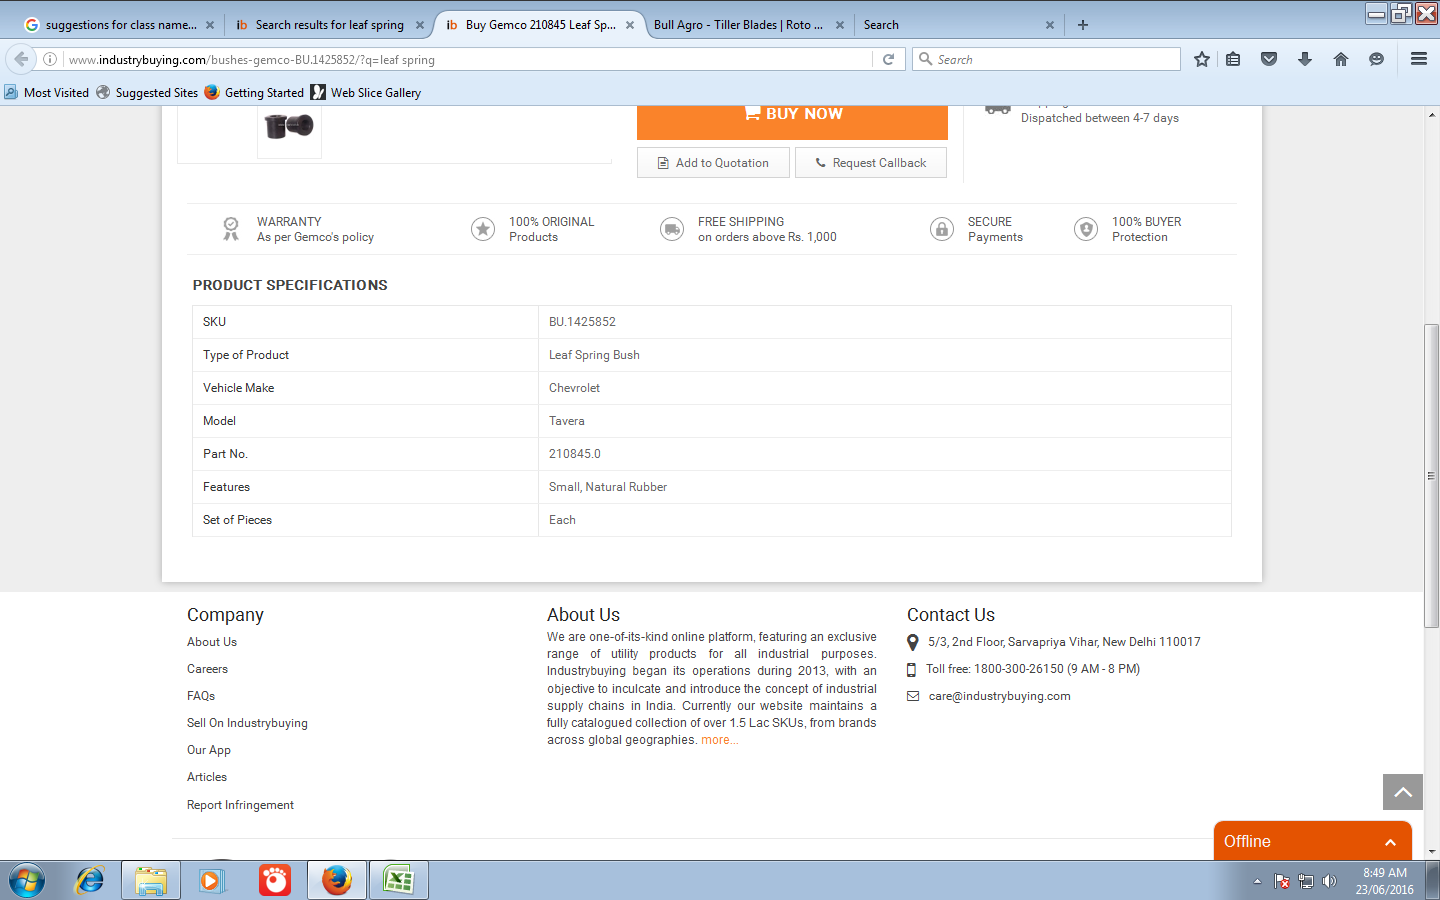 suggestions for class name...
ib Search results for leaf spring
ib Buy Gemco 210845 Leaf Sp...
Bull Agro - Tiller Blades | Roto ...
Search
www.industrybuying.com/bushes-gemco-BU.1425852/?q=leaf spring
Search
Most Visited
Suggested Sites
Getting Started
Web Slice Gallery
BUY NOW
Dispatched between 4-7 days
Add to Quotation
Request Callback
WARRANTY
As per Gemco's policy
100% ORIGINAL
Products
FREE SHIPPING
on orders above Rs. 1,000
SECURE
Payments
100% BUYER
Protection
PRODUCT SPECIFICATIONS
SKU BU.1425852
Type of Product Leaf Spring Bush
Vehicle Make Chevrolet
Model Tavera
Part No. 210845.0
Features Small, Natural Rubber
Set of Pieces Each
Company
About Us
Careers
FAQs
Sell On Industrybuying
Our App
Articles
Report Infringement
About Us
We are one-of-its-kind online platform, featuring an exclusive
range of utility products for all industrial purposes.
Industrybuying began its operations during 2013, with an
objective to inculcate and introduce the concept of industrial
supply chains in India. Currently our website maintains a
fully catalogued collection of over 1.5 Lac SKUs, from brands
across global geographies. more...
Contact Us
5/3, 2nd Floor, Sarvapriya Vihar, New Delhi 110017
Toll free: 1800-300-26150 (9 AM - 8 PM)
care@industrybuying.com
Offline
8:49 AM
23/06/2016